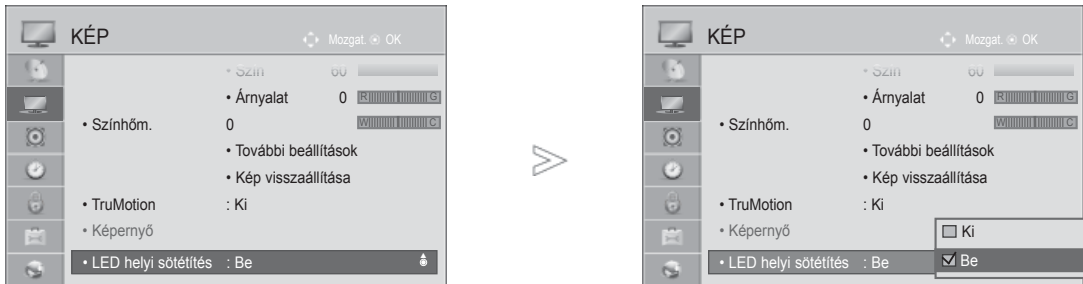 KÉP
Mozgat. OK
• Szín 60
• Árnyalat 0 R G
• Színhőm. 0 W C
• További beállítások
• Kép visszaállítása
• TruMotion : Ki
• Képernyő
• LED helyi sötétítés : Be
KÉP
Mozgat. OK
• Szín 60
• Árnyalat 0 R G
• Színhőm. 0 W C
• További beállítások
• Kép visszaállítása
• TruMotion : Ki
• Képernyő
• LED helyi sötétítés : Be
Ki
Be